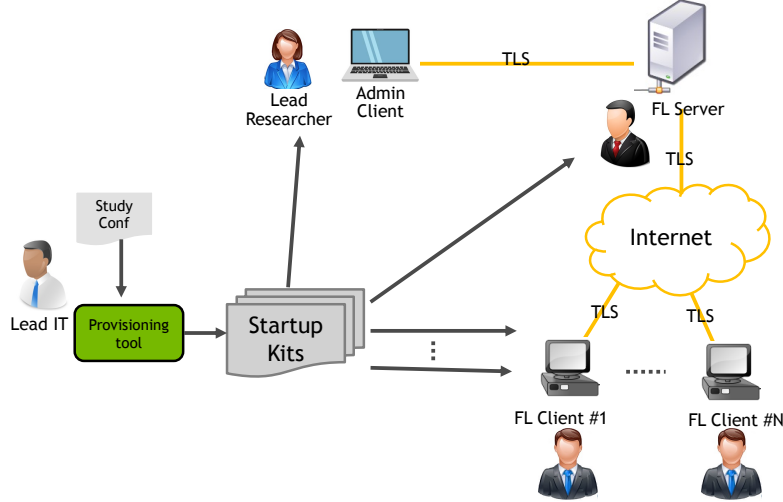 TLS
Lead
Researcher
Admin
Client
FL Server
TLS
Study
Conf
Internet
Lead IT
Provisioning
tool
Startup
Kits
TLS
TLS
FL Client #1
FL Client #N